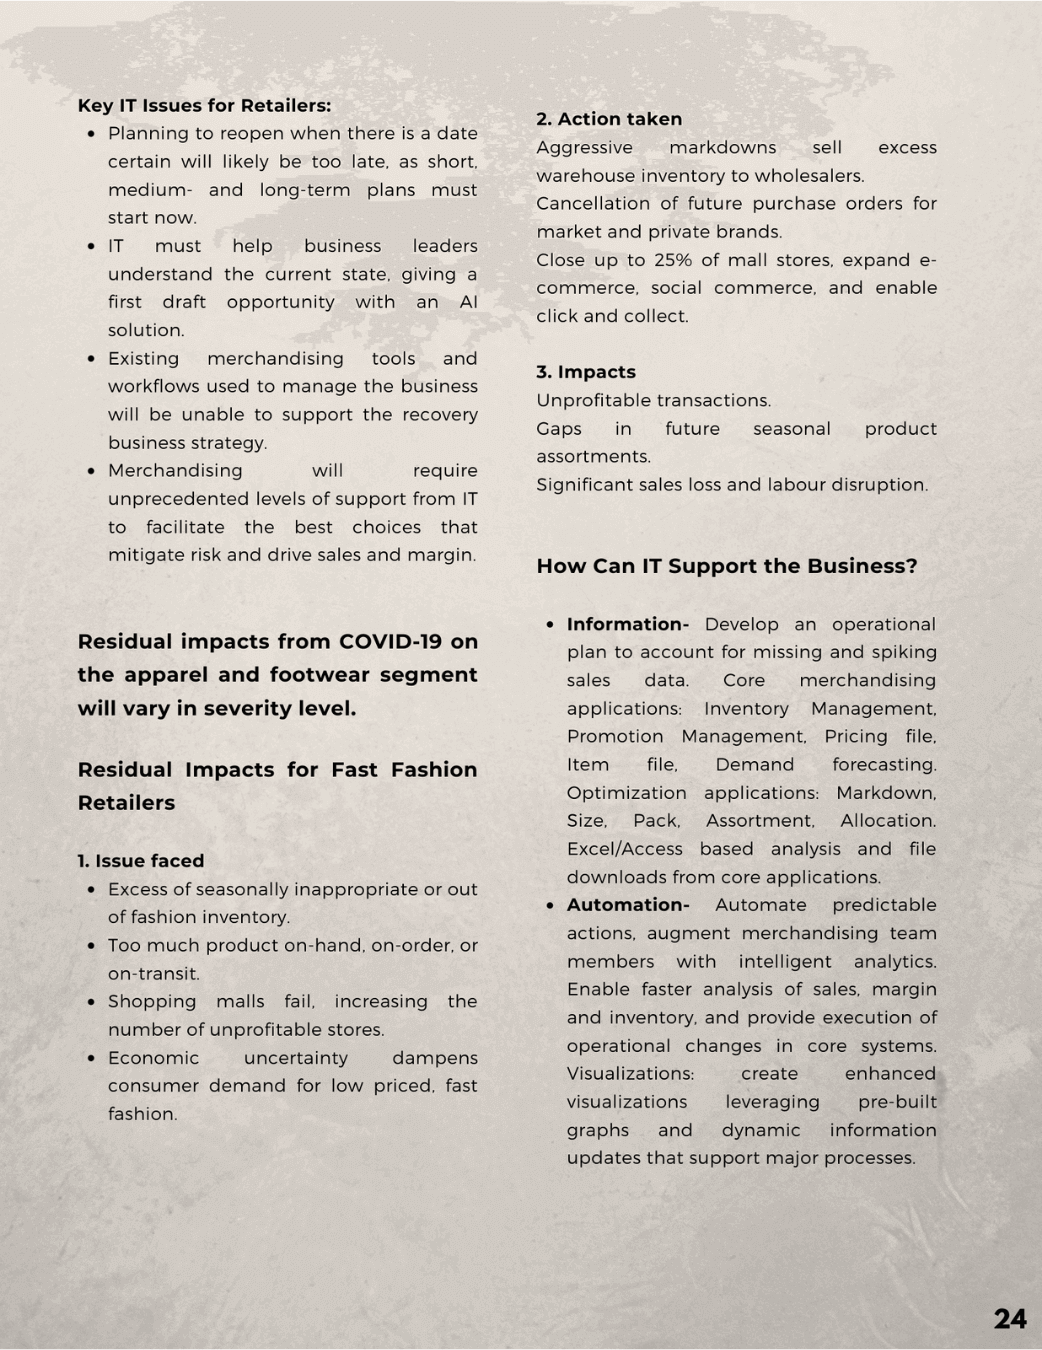 Key IT Issues for Retailers:
• Planning to reopen when there is a date
certain will likely be too late, as short,
medium- and long-term plans must
start now.
• IT must help business leaders
understand the current state, giving a
first draft opportunity with an AI
solution.
• Existing merchandising tools and
workflows used to manage the business
will be unable to support the recovery
business strategy.
• Merchandising will require
unprecedented levels of support from IT
to facilitate the best choices that
mitigate risk and drive sales and margin.
Residual impacts from COVID-19 on
the apparel and footwear segment
will vary in severity level.
Residual Impacts for Fast Fashion
Retailers
1. Issue faced
• Excess of seasonally inappropriate or out
of fashion inventory.
• Too much product on-hand, on-order, or
on-transit.
• Shopping malls fail, increasing the
number of unprofitable stores.
• Economic uncertainty dampens
consumer demand for low priced, fast
fashion.
2. Action taken
Aggressive markdowns sell excess
warehouse inventory to wholesalers.
Cancellation of future purchase orders for
market and private brands.
Close up to 25% of mall stores, expand e-
commerce, social commerce, and enable
click and collect.
3. Impacts
Unprofitable transactions.
Gaps in future seasonal product
assortments.
Significant sales loss and labour disruption.
How Can IT Support the Business?
• Information- Develop an operational
plan to account for missing and spiking
sales data. Core merchandising
applications: Inventory Management,
Promotion Management, Pricing file,
Item file, Demand forecasting.
Optimization applications: Markdown,
Size, Pack, Assortment, Allocation.
Excel/Access based analysis and file
downloads from core applications.
• Automation- Automate predictable
actions, augment merchandising team
members with intelligent analytics.
Enable faster analysis of sales, margin
and inventory, and provide execution of
operational changes in core systems.
Visualizations: create enhanced
visualizations leveraging pre-built
graphs and dynamic information
updates that support major processes.
24